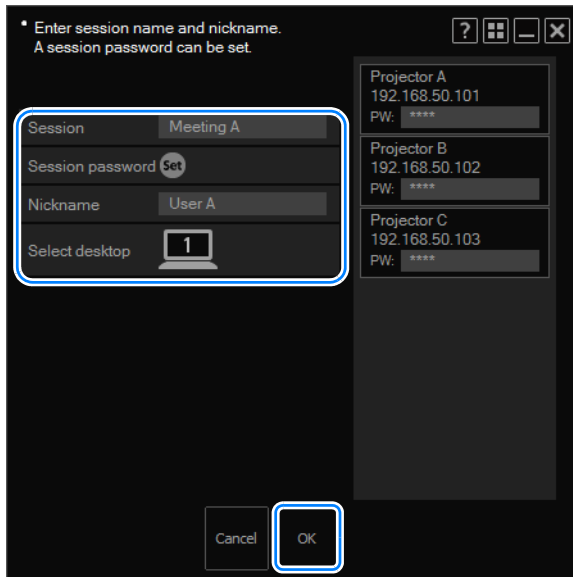 • Enter session name and nickname.
A session password can be set.
?
Session Meeting A
Session password Set
Nickname User A
Select desktop 1
Projector A
192.168.50.101
PW: ****
Projector B
192.168.50.102
PW: ****
Projector C
192.168.50.103
PW: ****
Cancel OK